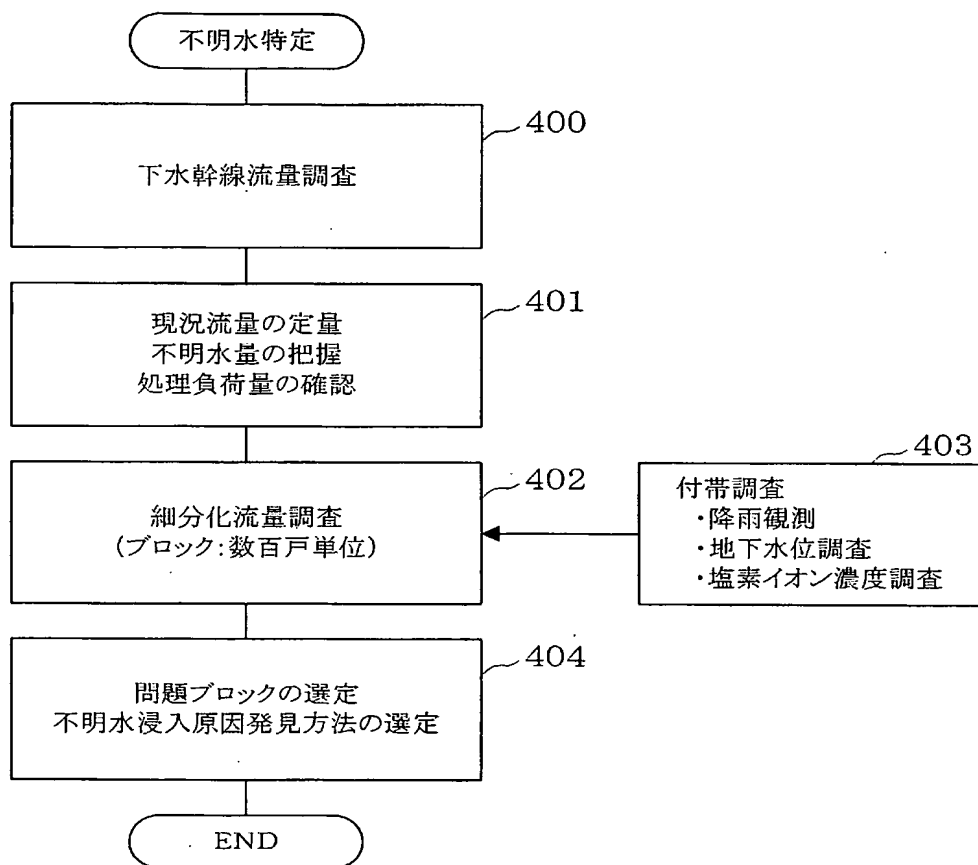 不明水特定
400
下水幹線流量調査
401
現況流量の定量
不明水量の把握
処理負荷量の確認
402
細分化流量調査
(ブロック:数百戸単位)
403
付帯調査
・降雨観測
・地下水位調査
・塩素イオン濃度調査
404
問題ブロックの選定
不明水浸入原因発見方法の選定
END